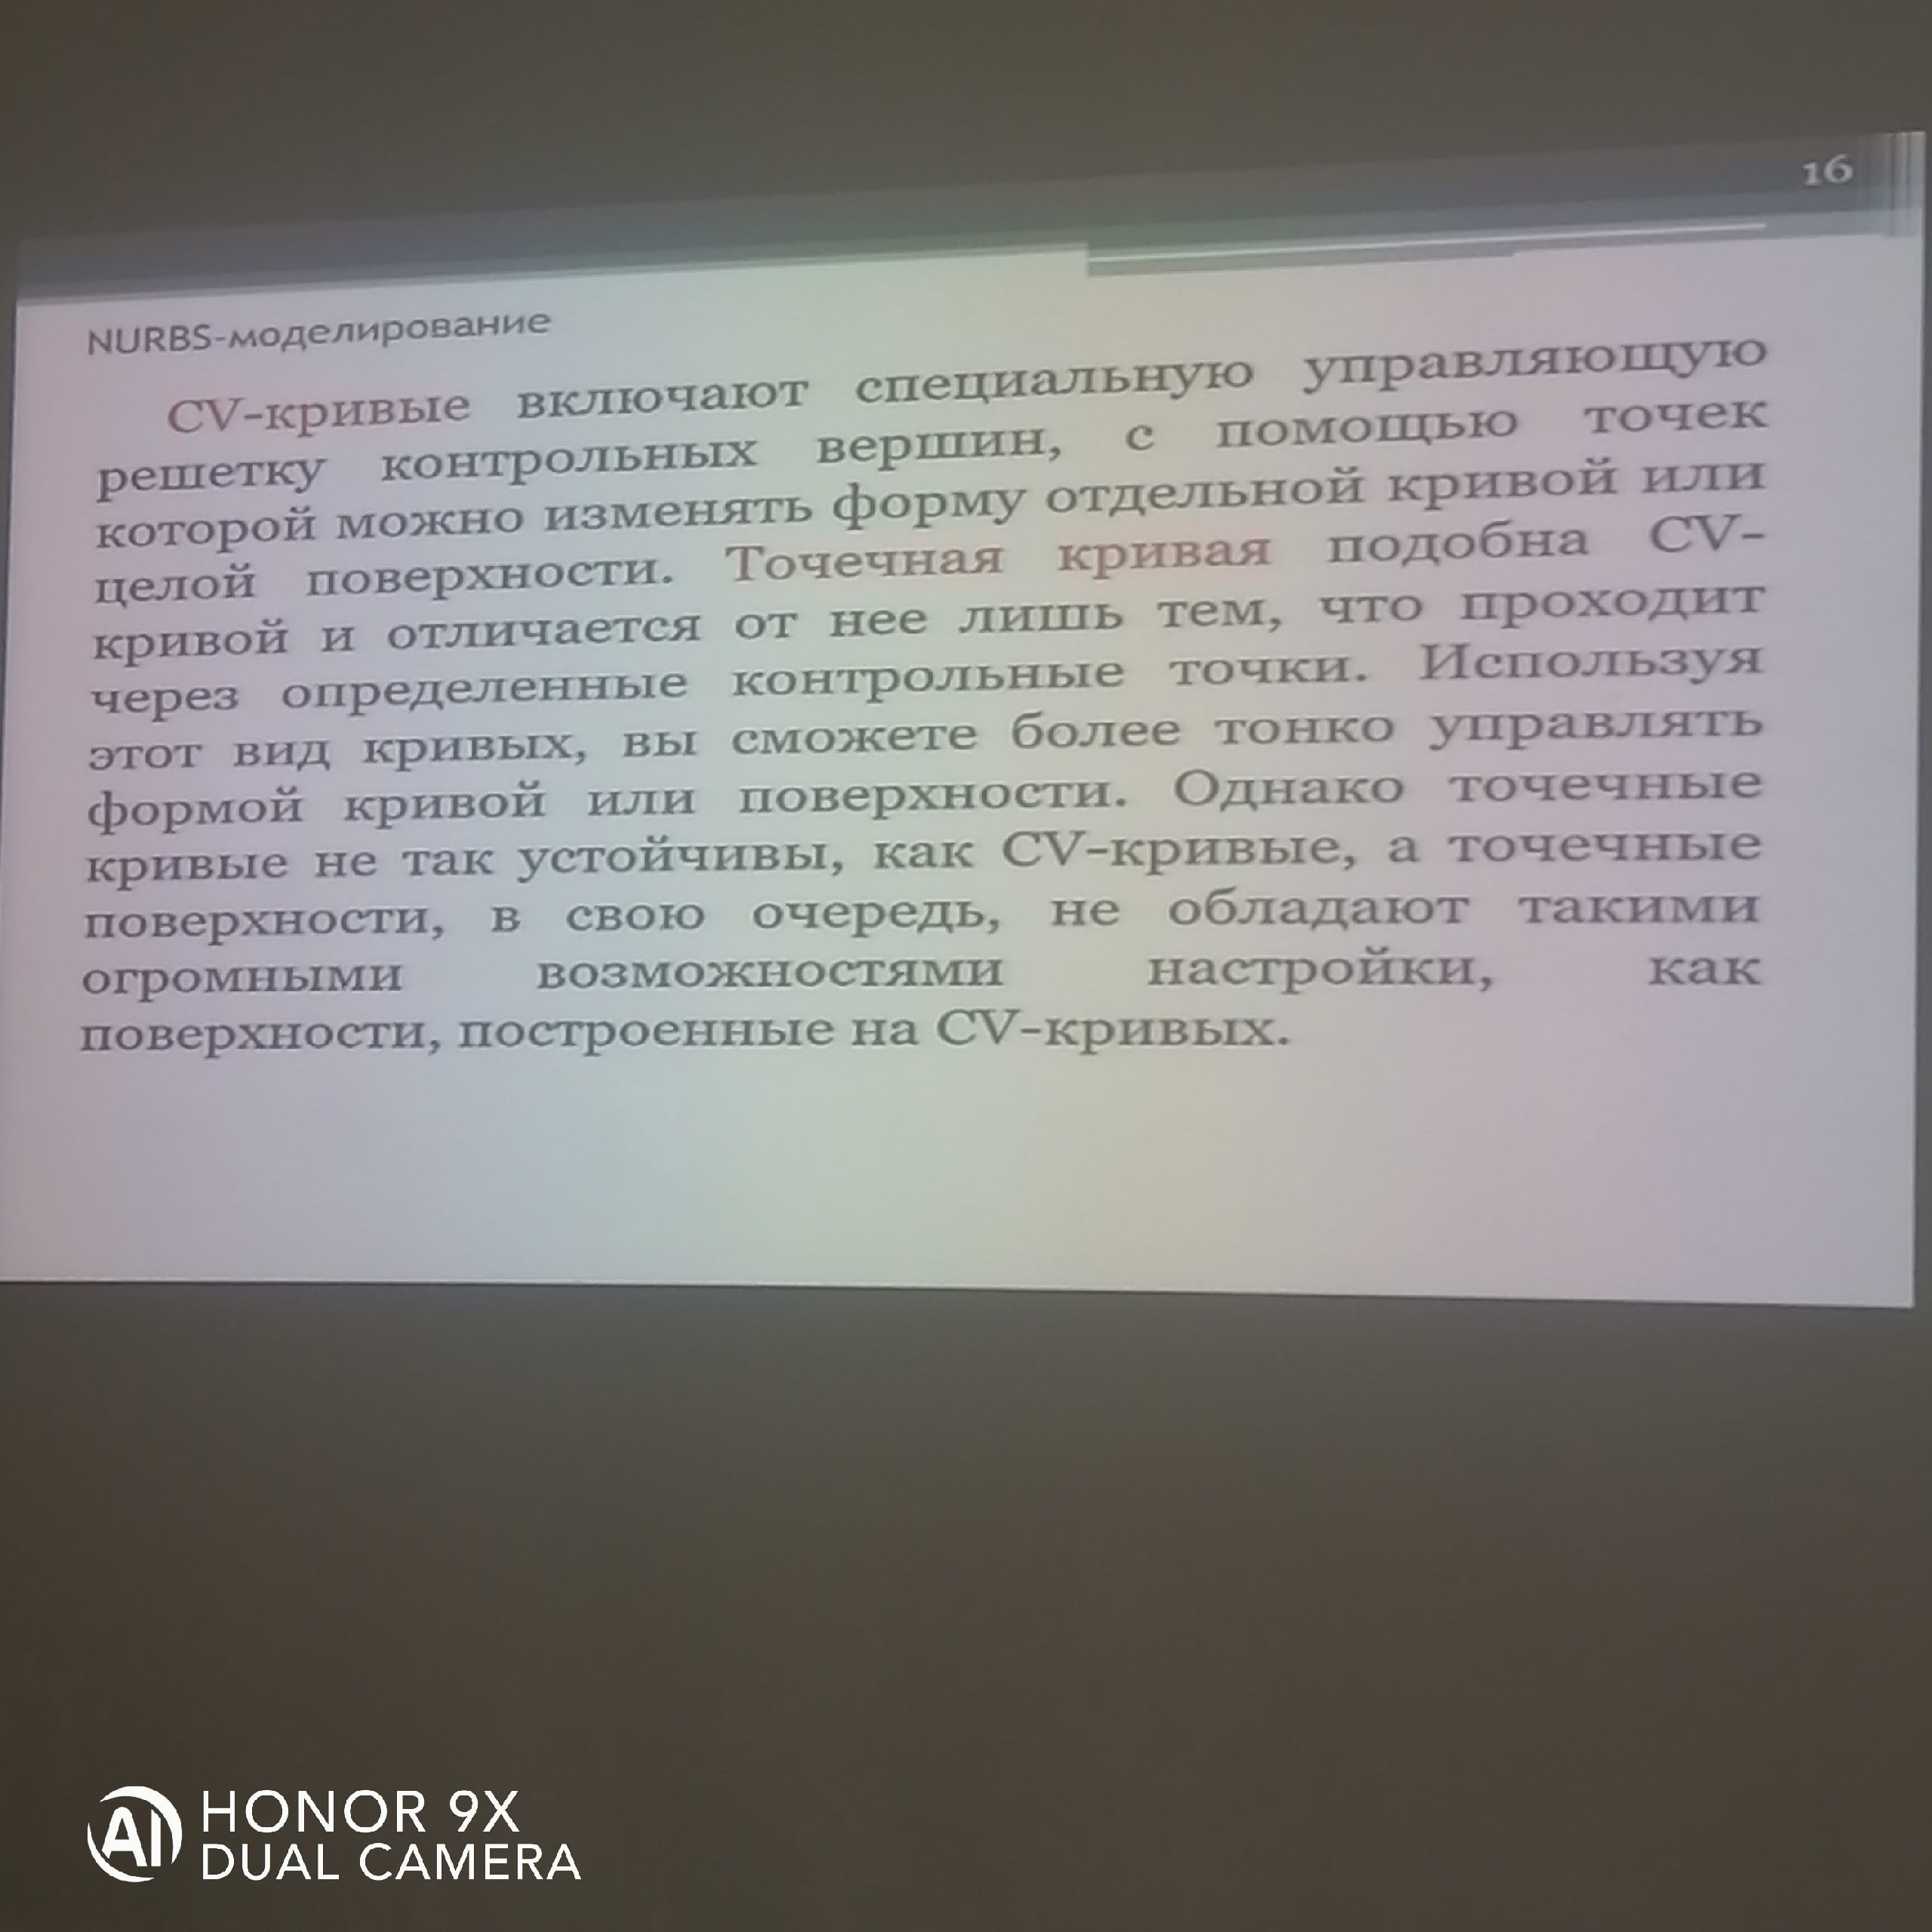 16
NURBS-моделирование
CV-кривые включают специальную управляющую
решетку контрольных вершин, с помощью точек
которой можно изменять форму отдельной кривой или
целой поверхности. Точечная кривая подобна CV-
кривой и отличается от нее лишь тем, что проходит
через определенные контрольные точки. Используя
этот вид кривых, вы сможете более тонко управлять
формой кривой или поверхности. Однако точечные
кривые не так устойчивы, как CV-кривые, а точечные
поверхности, в свою очередь, не обладают такими
огромными возможностями настройки, как
поверхности, построенные на CV-кривых.
AI HONOR 9X
DUAL CAMERA